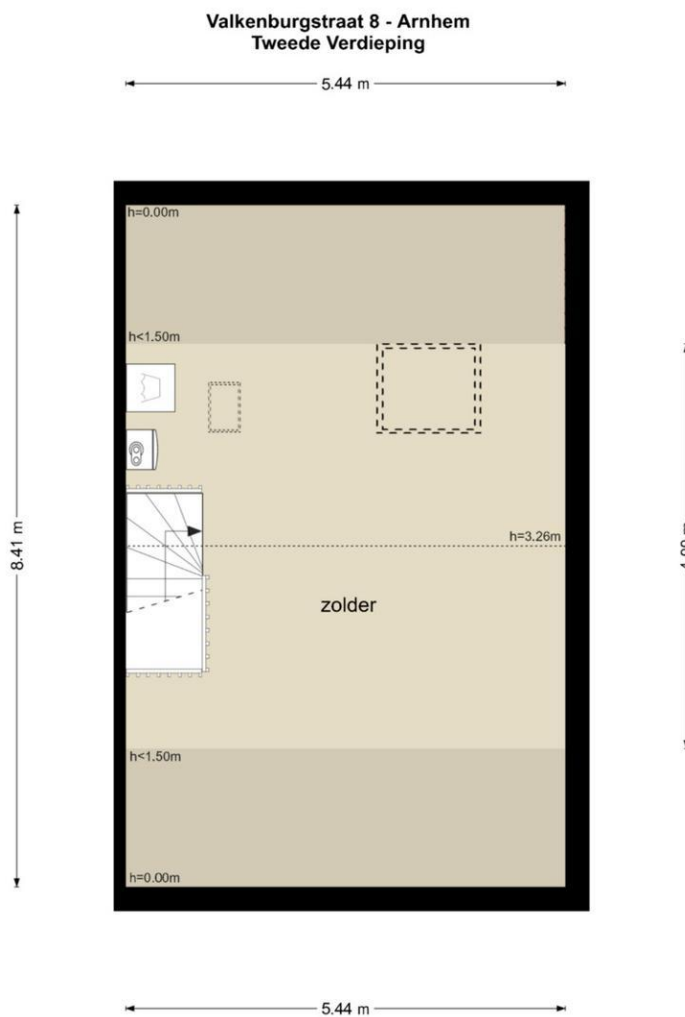 Valkenburgstraat 8 - Arnhem
Tweede Verdieping
5.44 m
h=0.00m
h<1.50m
8.41 m
h=3.26m
zolder
h<1.50m
h=0.00m
5.44 m